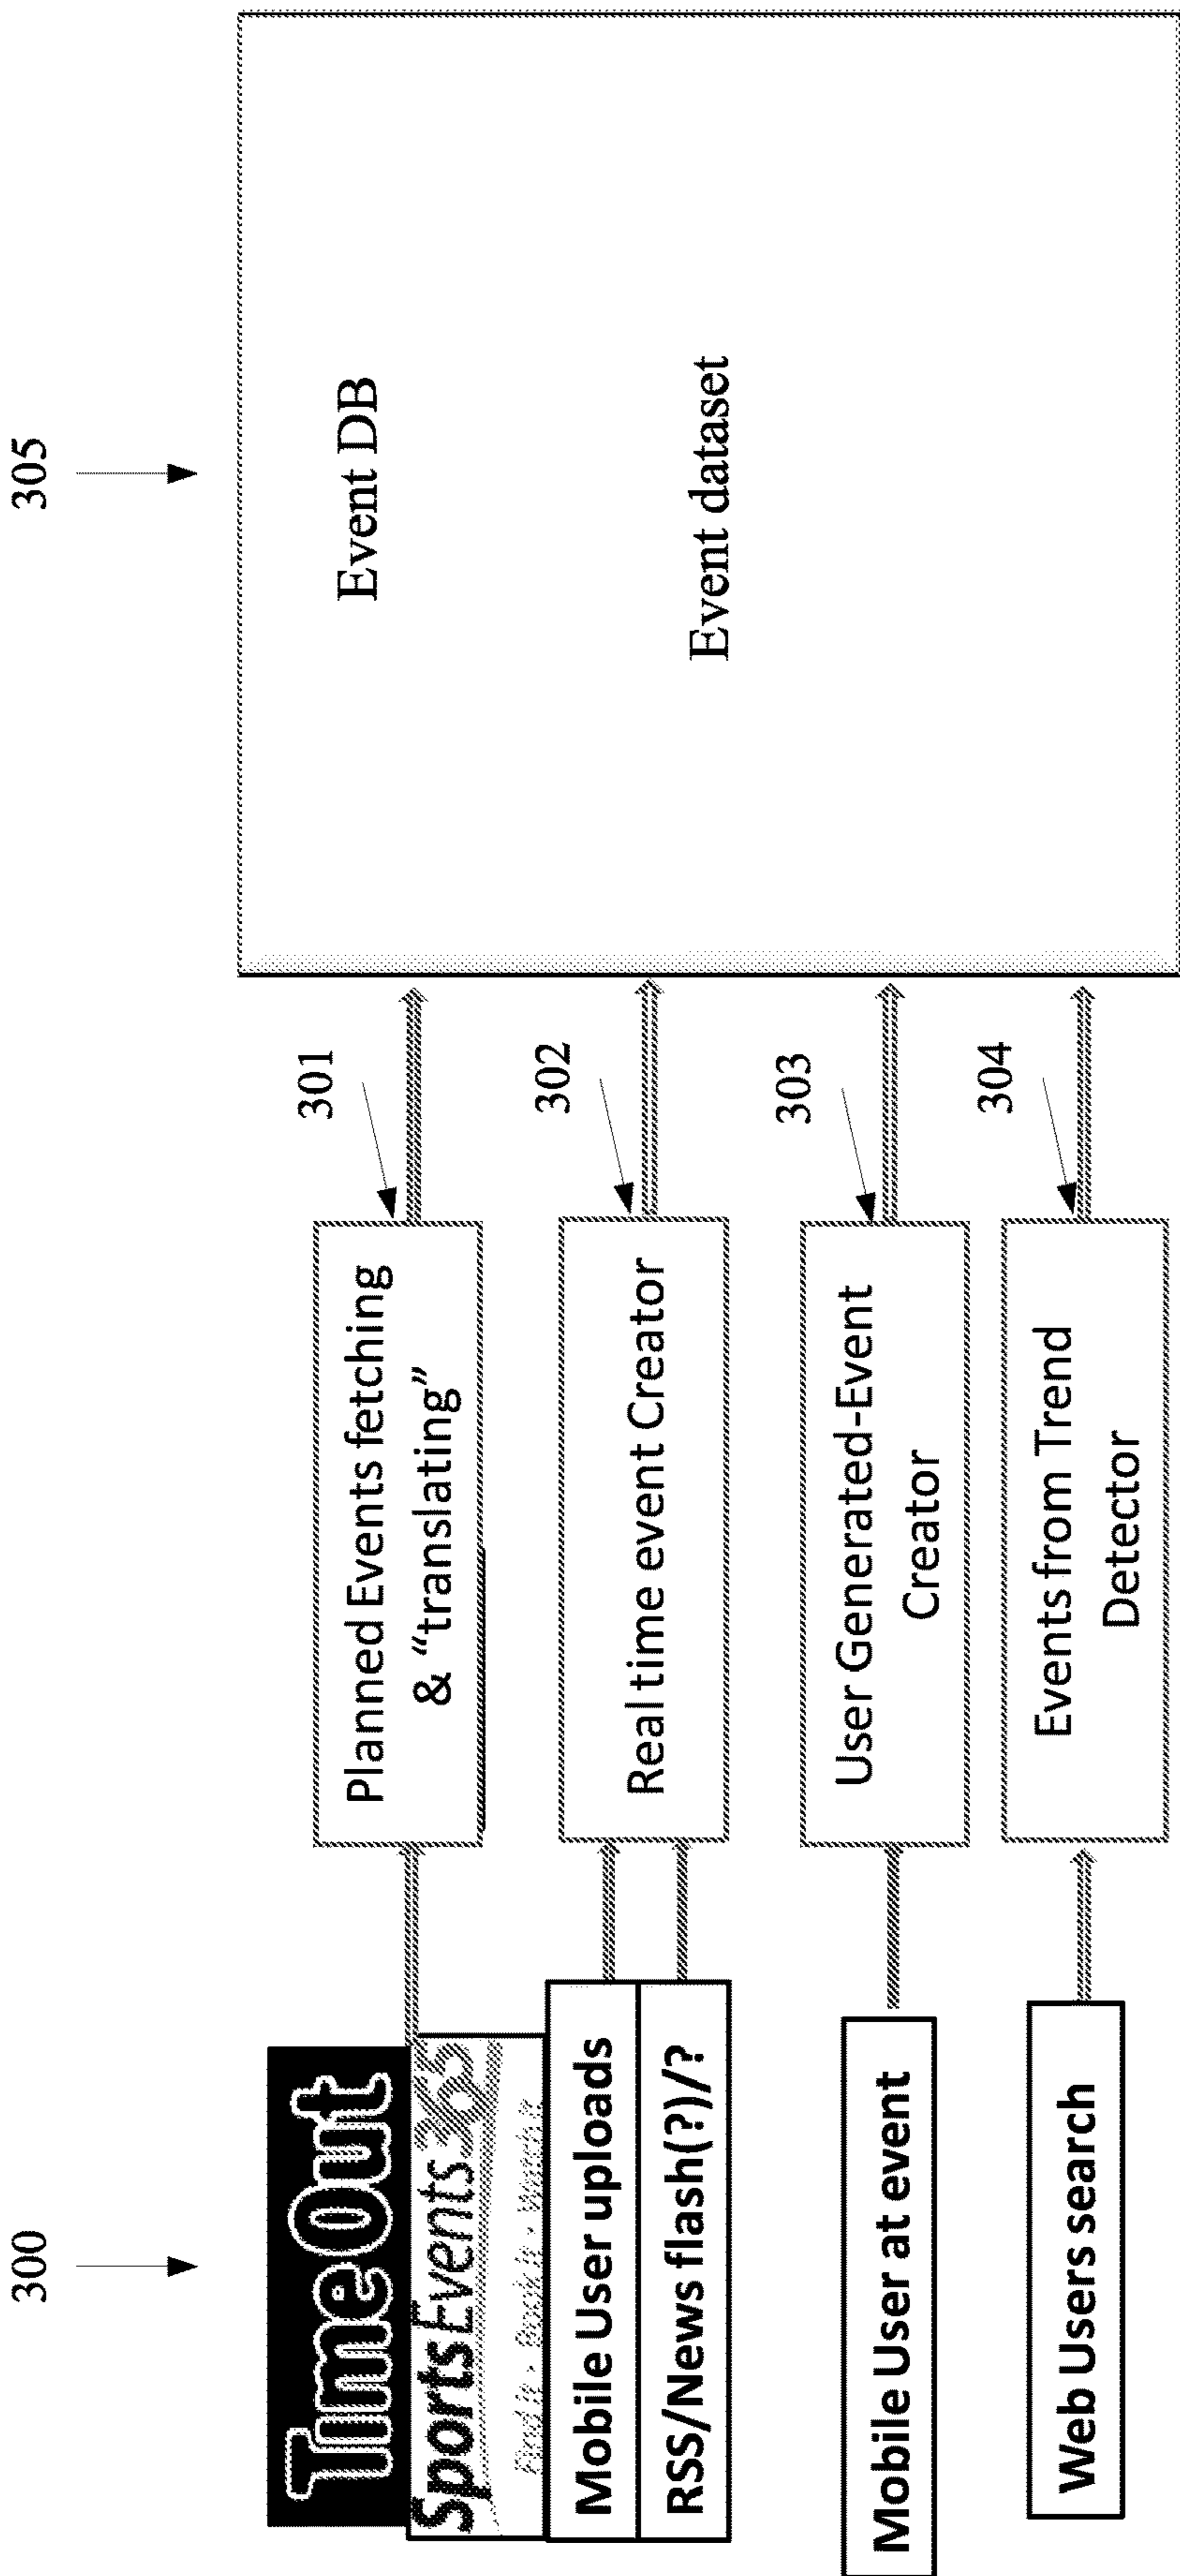 300
305
TimeOut
SportsEvents365
Planned Events fetching
& “translating”
301
Event DB
Mobile User uploads
RSS/News flash(?)/?
Real time event Creator
302
Event dataset
Mobile User at event
User Generated-Event
Creator
303
Web Users search
Events from Trend
Detector
304